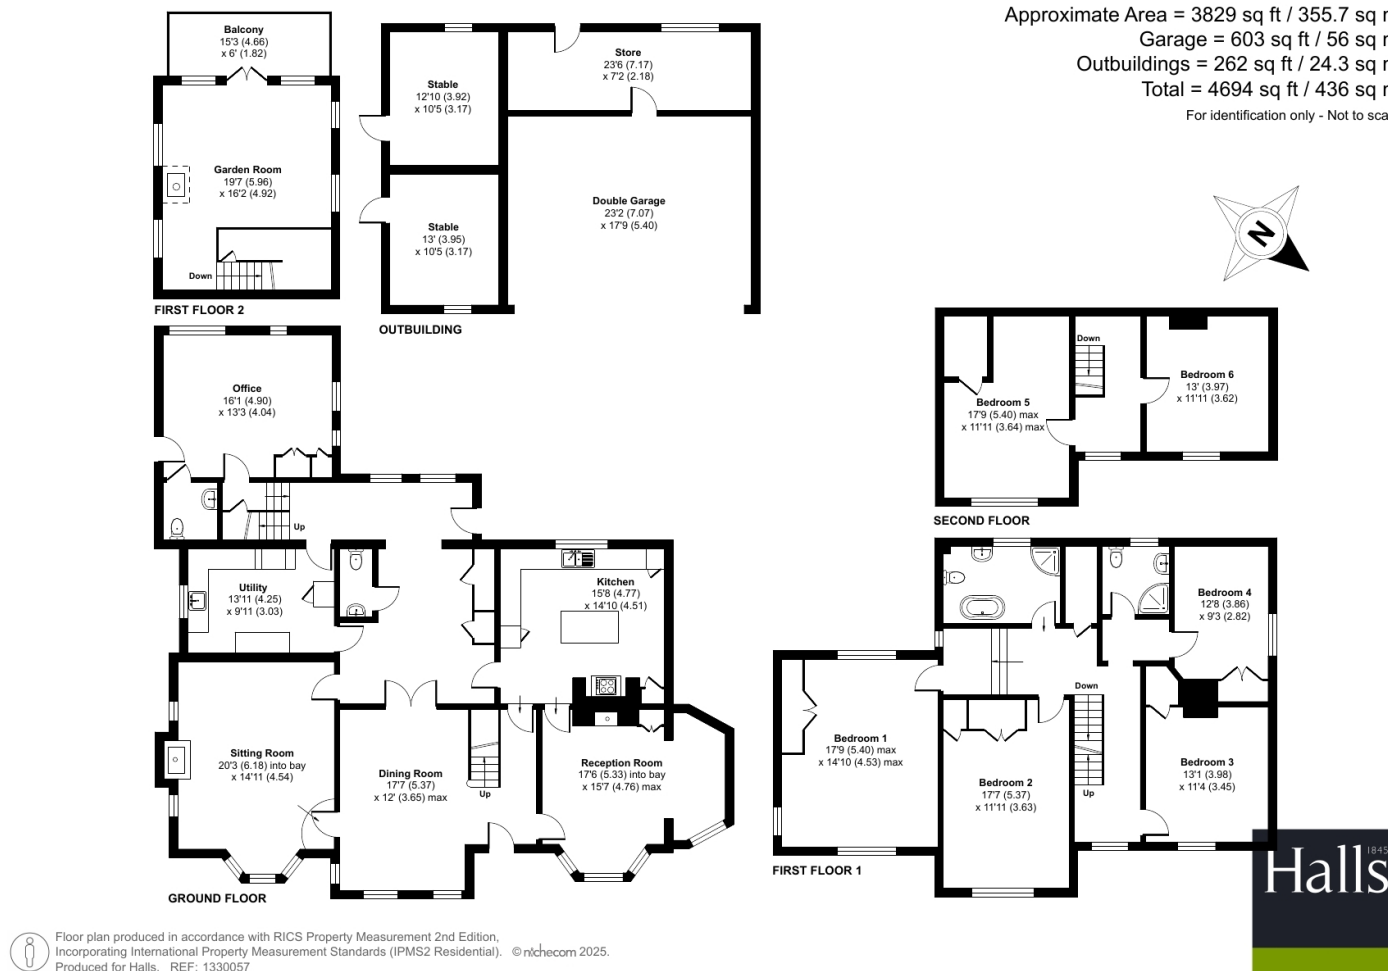 Approximate Area = 3829 sq ft / 355.7 sq
Garage = 603 sq ft / 56 sq
Outbuildings = 262 sq ft / 24.3 sq
Total = 4694 sq ft / 436 sq
For identification only - Not to
Balcony
15'3 (4.66)
x 6' (1.82)
Garden Room
19'7 (5.96)
x 16'2 (4.92)
Down
FIRST FLOOR 2
Stable
12'10 (3.92)
x 10'5 (3.17)
Stable
13' (3.95)
x 10'5 (3.17)
Store
23'6 (7.17)
x 7'2 (2.18)
Double Garage
23'2 (7.07)
x 17'9 (5.40)
OUTBUILDING
N
Office
16'1 (4.90)
x 13'3 (4.04)
Up
Utility
13'11 (4.25)
x 9'11 (3.03)
Kitchen
15'8 (4.77)
x 14'10 (4.51)
Sitting Room
20'3 (6.18) into bay
x 14'11 (4.54)
Dining Room
17'7 (5.37)
x 12' (3.65) max
Up
Reception Room
17'6 (5.33) into bay
x 15'7 (4.76) max
GROUND FLOOR
Down
Bedroom 5
17'9 (5.40) max
x 11'11 (3.64) max
Bedroom 6
13' (3.97)
x 11'11 (3.62)
SECOND FLOOR
Bedroom 4
12'8 (3.86)
x 9'3 (2.82)
Down
Bedroom 1
17'9 (5.40) max
x 14'10 (4.53) max
Bedroom 2
17'7 (5.37)
x 11'11 (3.63)
Up
Bedroom 3
13'1 (3.98)
x 11'4 (3.45)
FIRST FLOOR 1
Halls 1845
Floor plan produced in accordance with RICS Property Measurement 2nd Edition,
Incorporating International Property Measurement Standards (IPMS2 Residential). © nichecom 2025.
Produced for Halls. REF: 1330057